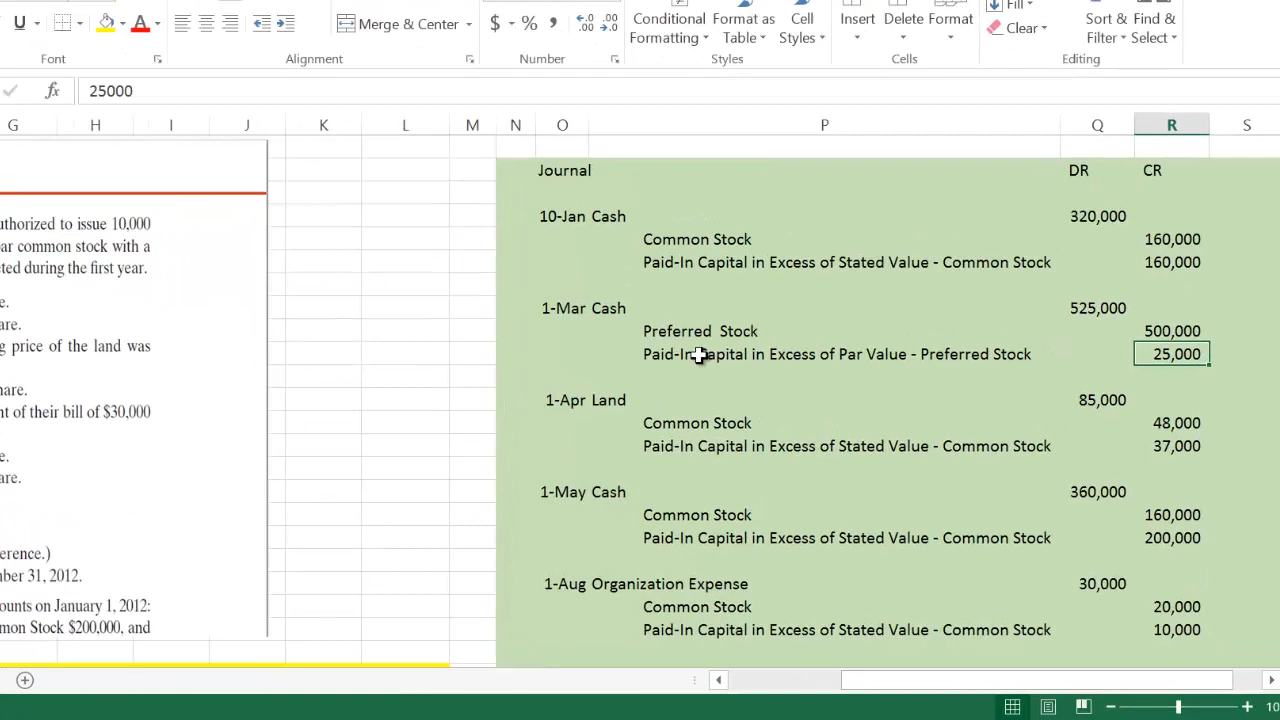 U A Merge & Center $ % , Conditional Format as Cell Insert Delete Format Fill Sort & Find &
Formatting Table Styles Clear Filter Select
Font Alignment Number Styles Cells Editing
fx 25000
G H I J K L M N O P Q R S
Journal DR CR
uthorized to issue 10,000
10-Jan Cash 320,000
par common stock with a
Common Stock 160,000
eted during the first year.
Paid-In Capital in Excess of Stated Value - Common Stock 160,000
e.
1-Mar Cash 525,000
are.
Preferred Stock 500,000
g price of the land was
Paid-In Capital in Excess of Par Value - Preferred Stock 25,000
are.
1-Apr Land 85,000
nt of their bill of $30,000
Common Stock 48,000
Paid-In Capital in Excess of Stated Value - Common Stock 37,000
e.
are.
1-May Cash 360,000
Common Stock 160,000
Paid-In Capital in Excess of Stated Value - Common Stock 200,000
erence.)
nber 31, 2012.
1-Aug Organization Expense 30,000
ounts on January 1, 2012:
Common Stock 20,000
mon Stock $200,000, and
Paid-In Capital in Excess of Stated Value - Common Stock 10,000
10